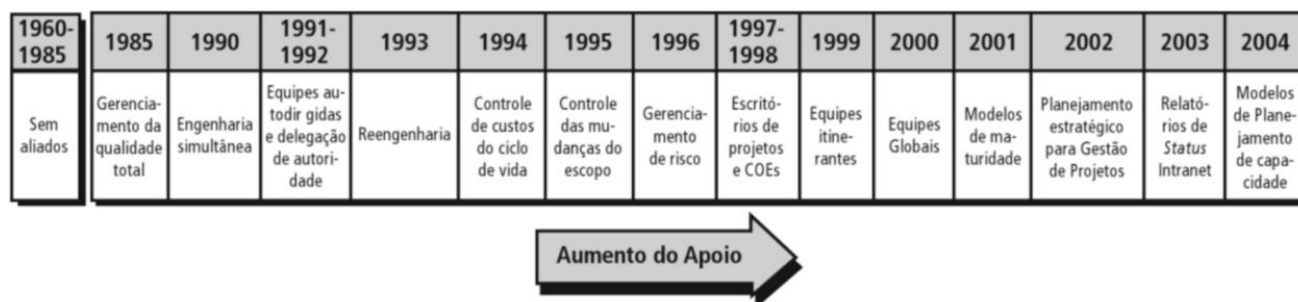 1960-
1985
1985
1990
1991-
1992
1993
1994
1995
1996
1997-
1998
1999
2000
2001
2002
2003
2004
Sem
aliados
Gerencia-
mento da
qualidade
total
Engenharia
simultânea
Equipes au-
todir gidas
e delegação
de autori-
dade
Reengenharia
Controle
de custos
do ciclo
de vida
Controle
das mu-
danças do
escopo
Gerencia-
mento
de risco
Escritó-
rios de
projetos
e COEs
Equipes
itine-
rantes
Equipes
Globais
Modelos
de ma-
turidade
Planejamento
estratégico
para Gestão
de Projetos
Relató-
rios de
Status
Intranet
Modelos
de Plane-
jamento
de capa-
cidade
Aumento do Apoio